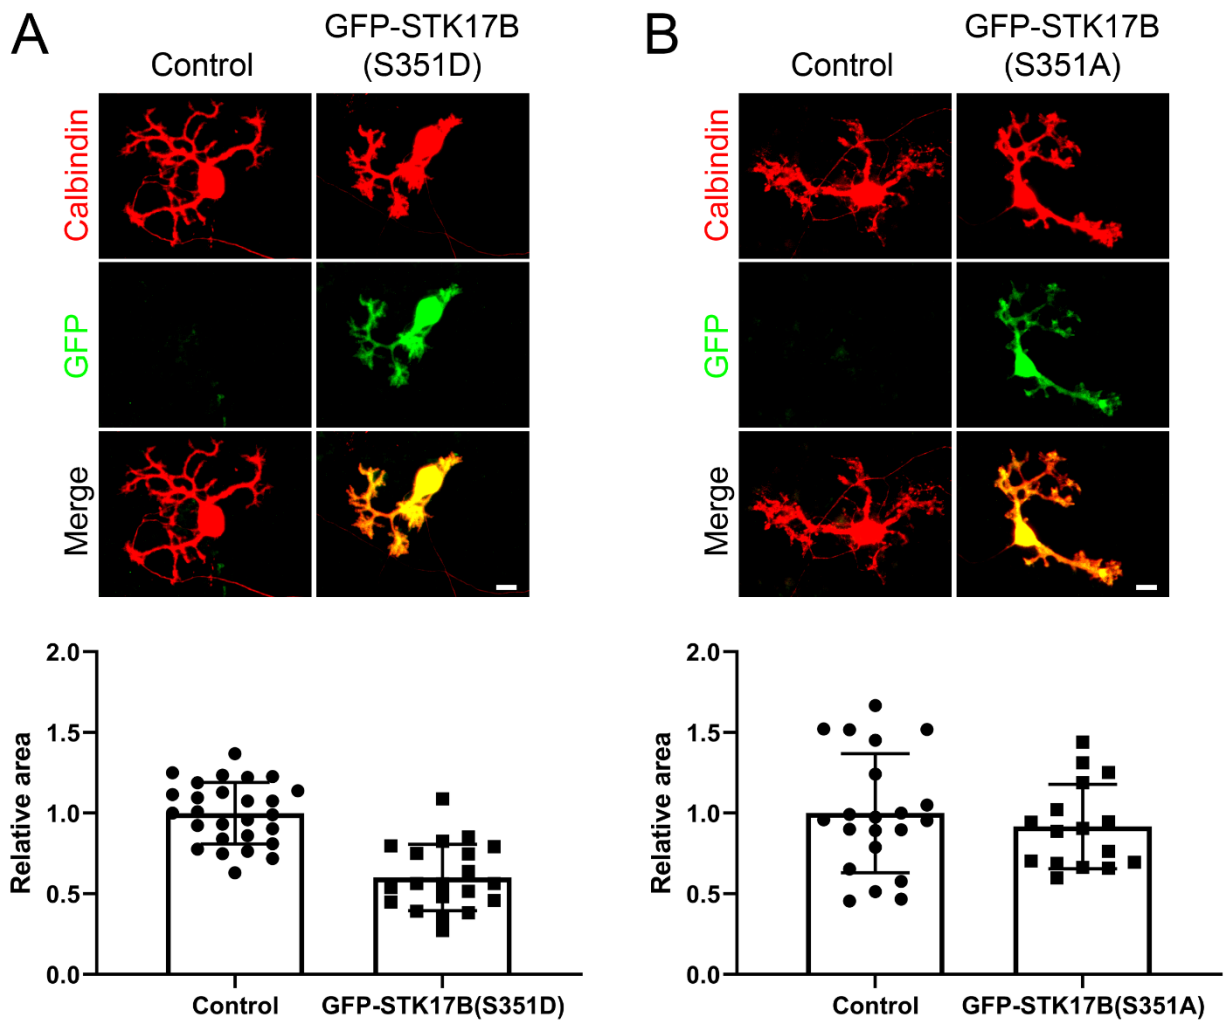 A
Control
GFP-STK17B
(S351D)
Calbindin
GFP
Merge
2.0
1.5
1.0
0.5
0.0
Relative area
Control
GFP-STK17B(S351D)
B
Control
GFP-STK17B
(S351A)
Calbindin
GFP
Merge
2.0
1.5
1.0
0.5
0.0
Relative area
Control
GFP-STK17B(S351A)